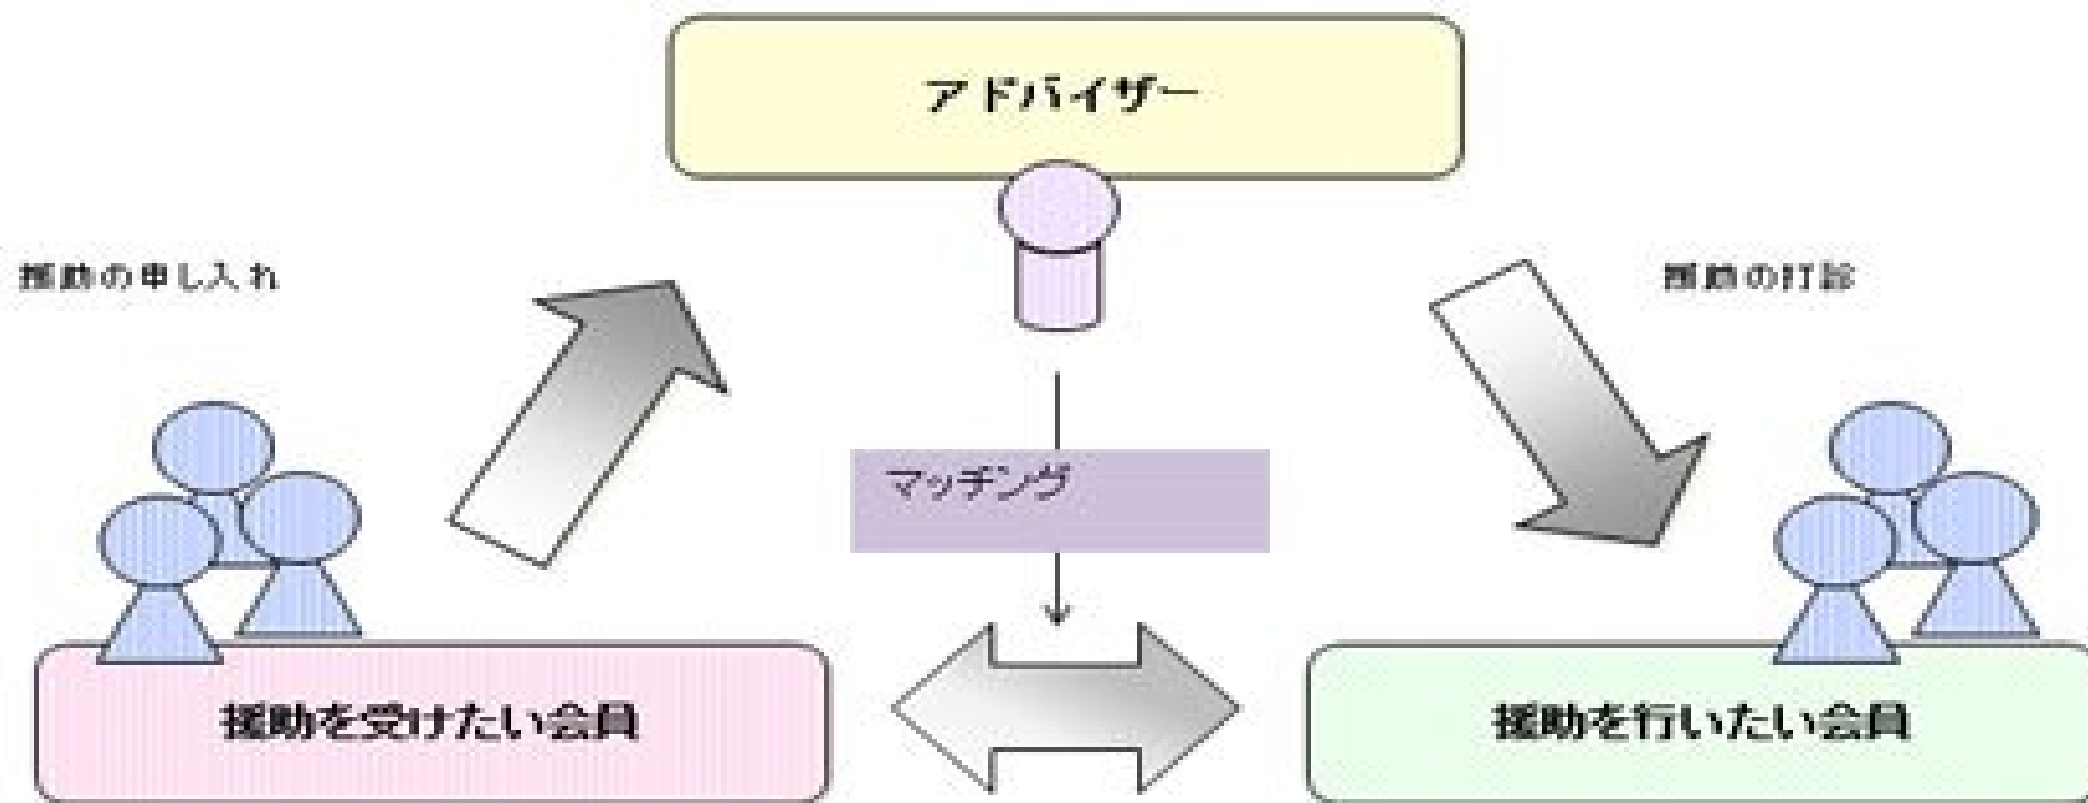 アドバイザー
援助の申し入れ
援助の打診
マッチング
援助を受けたい会員
援助を行いたい会員